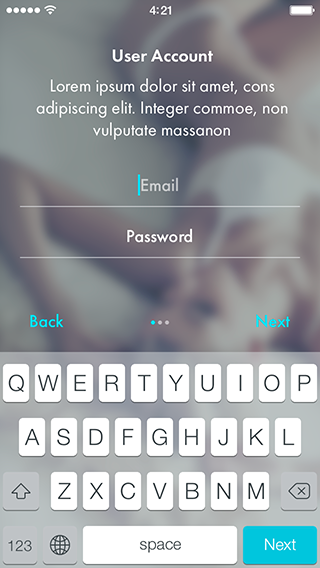 4:21
User Account
Lorem ipsum dolor sit amet, cons
adipiscing elit. Integer commoe, non
vulputate massanon
Email
Password
Back Next
Q W E R T Y U I O P
A S D F G H J K L
Z X C V B N M
123 space Next